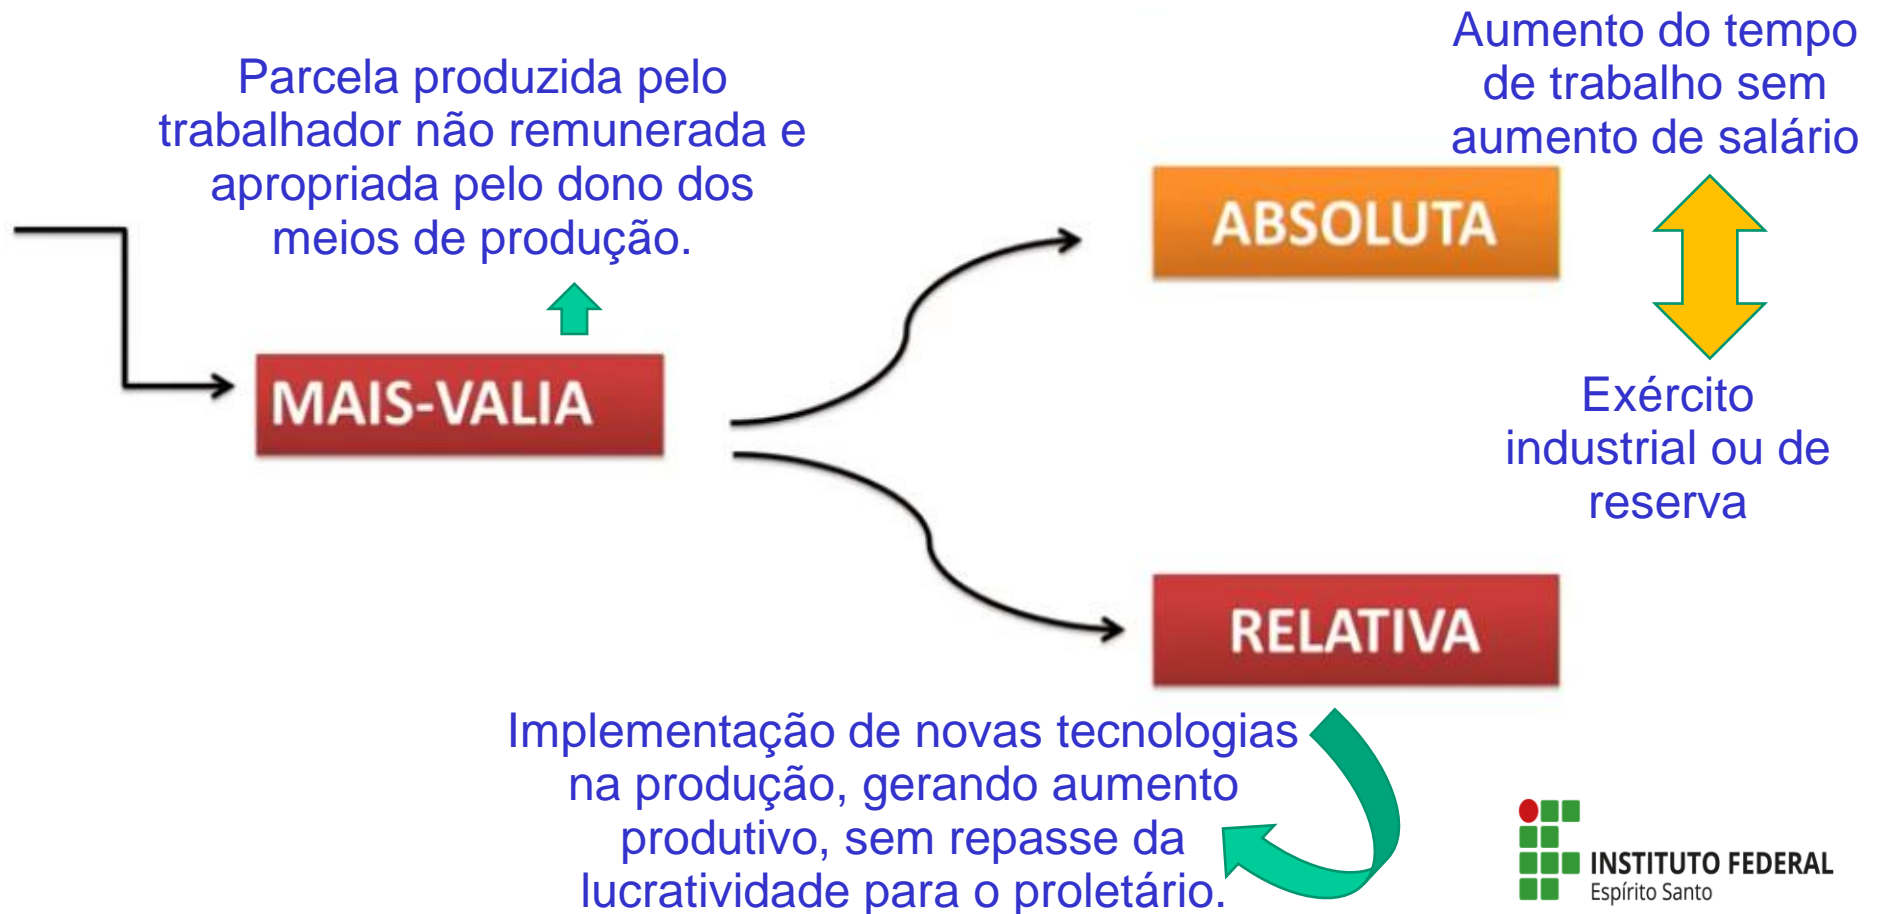 Parcela produzida pelo
trabalhador não remunerada e
apropriada pelo dono dos
meios de produção.
MAIS-VALIA
Aumento do tempo
de trabalho sem
aumento de salário
ABSOLUTA
Exército
industrial ou de
reserva
RELATIVA
Implementação de novas tecnologias
na produção, gerando aumento
produtivo, sem repasse da
lucratividade para o proletário.
INSTITUTO FEDERAL
Espírito Santo